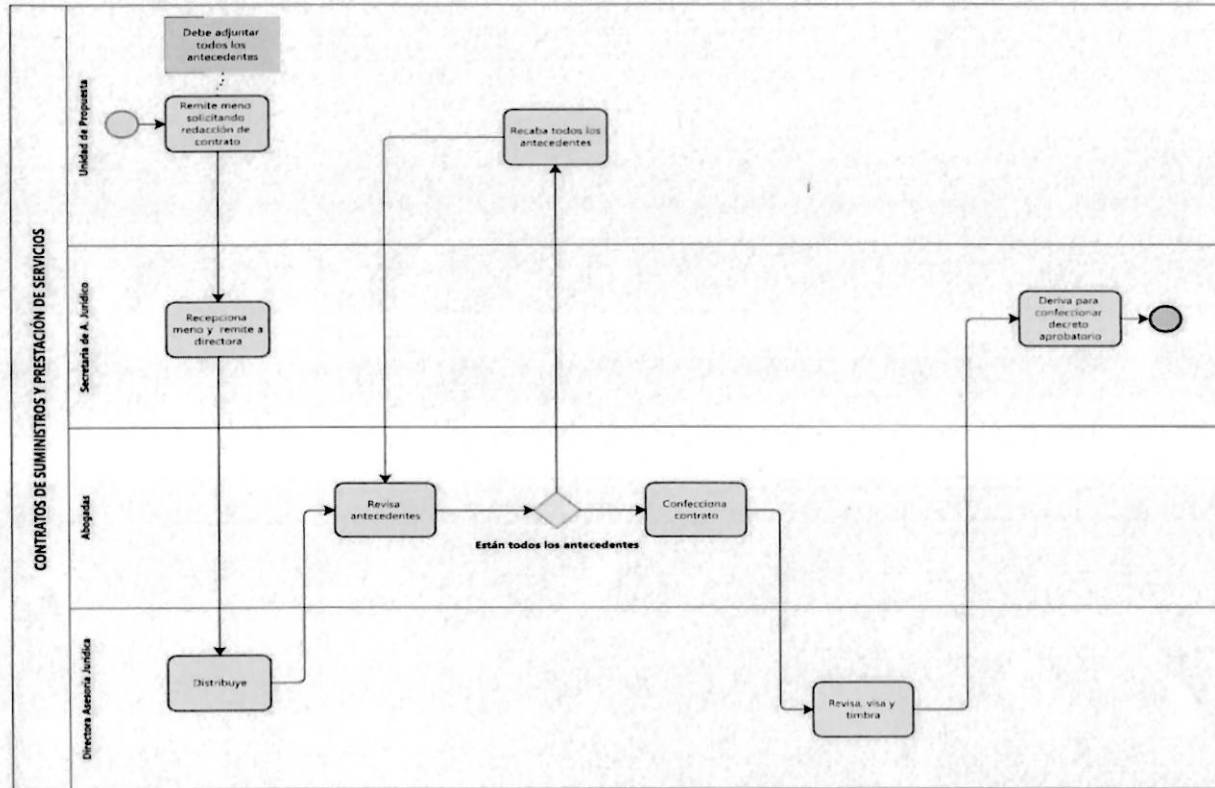 CONTRATOS DE SUMINISTROS Y PRESTACIÓN DE SERVICIOS
Unidad de Propuesta
Debe adjuntar
todos los
antecedentes
Remite meno
solicitando
redacción de
contrato
Recaba todos los
antecedentes
Secretaria de A. Jurídico
Recepciona
meno y remite a
directora
Deriva para
confeccionar
decreto
aprobatorio
Abogadas
Revisa
antecedentes
Están todos los antecedentes
Confecciona
contrato
Directora Asesoría Jurídica
Distribuye
Revisa, visa y
timbra